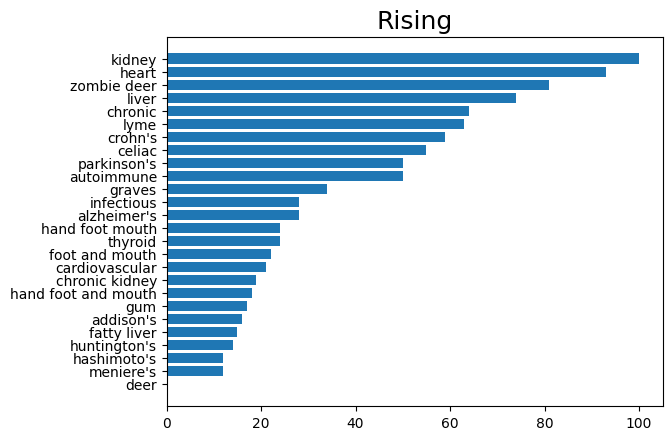 Rising
kidney
heart
zombie deer
liver
chronic
lyme
crohn's
celiac
parkinson's
autoimmune
graves
infectious
alzheimer's
hand foot mouth
thyroid
foot and mouth
cardiovascular
chronic kidney
hand foot and mouth
gum
addison's
fatty liver
huntington's
hashimoto's
meniere's
deer
0 20 40 60 80 100